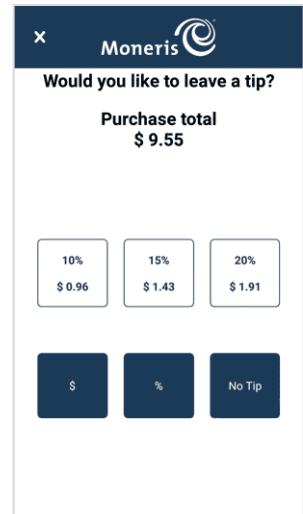 ×
Moneris
Would you like to leave a tip?
Purchase total
$ 9.55
10% 15% 20%
$ 0.96 $ 1.43 $ 1.91
$ % No Tip